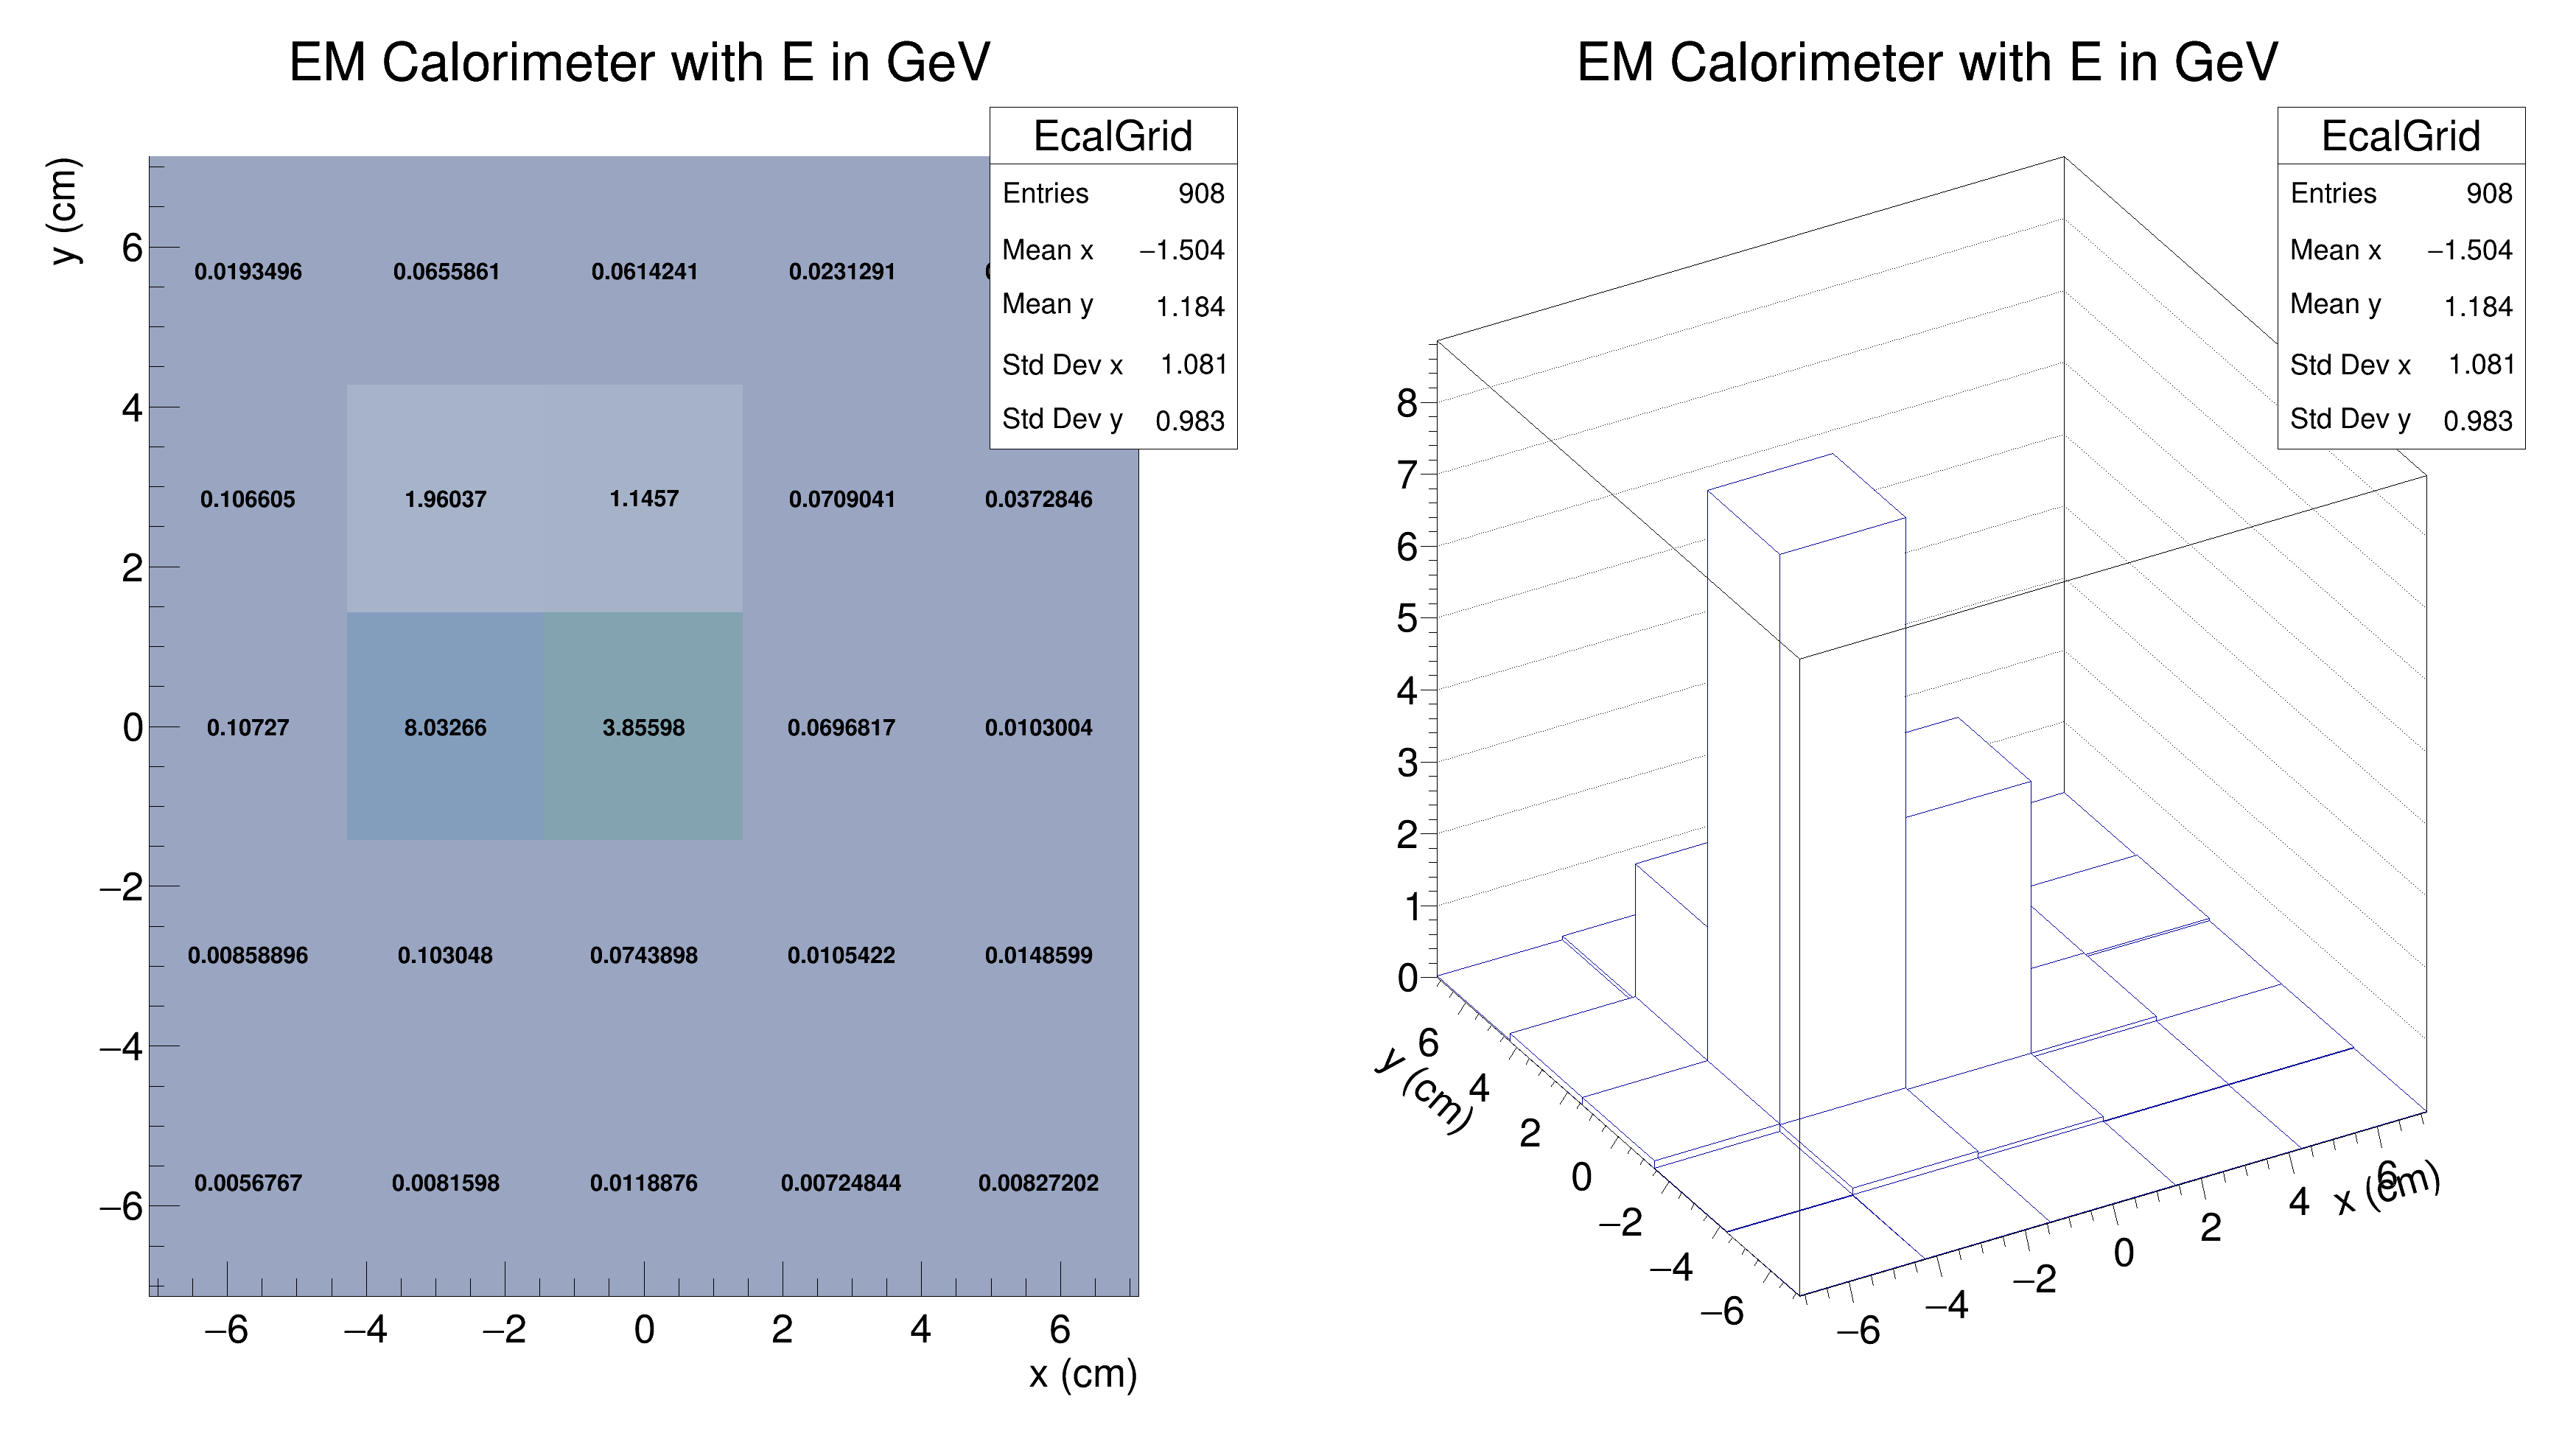 EM Calorimeter with E in GeV
EcalGrid
Entries 908
Mean x −1.504
Mean y 1.184
Std Dev x 1.081
Std Dev y 0.983
y (cm)
6
4
2
0
−2
−4
−6
0.0193496 0.0655861 0.0614241 0.0231291
0.106605 1.96037 1.1457 0.0709041 0.0372846
0.10727 8.03266 3.85598 0.0696817 0.0103004
0.00858896 0.103048 0.0743898 0.0105422 0.0148599
0.0056767 0.0081598 0.0118876 0.00724844 0.00827202
−6 −4 −2 0 2 4 6
x (cm)
EM Calorimeter with E in GeV
EcalGrid
Entries 908
Mean x −1.504
Mean y 1.184
Std Dev x 1.081
Std Dev y 0.983
8
7
6
5
4
3
2
1
0
6
4
2
0
−2
−4
−6
y (cm)
−6
−4
−2
0
2
4
6
x (cm)